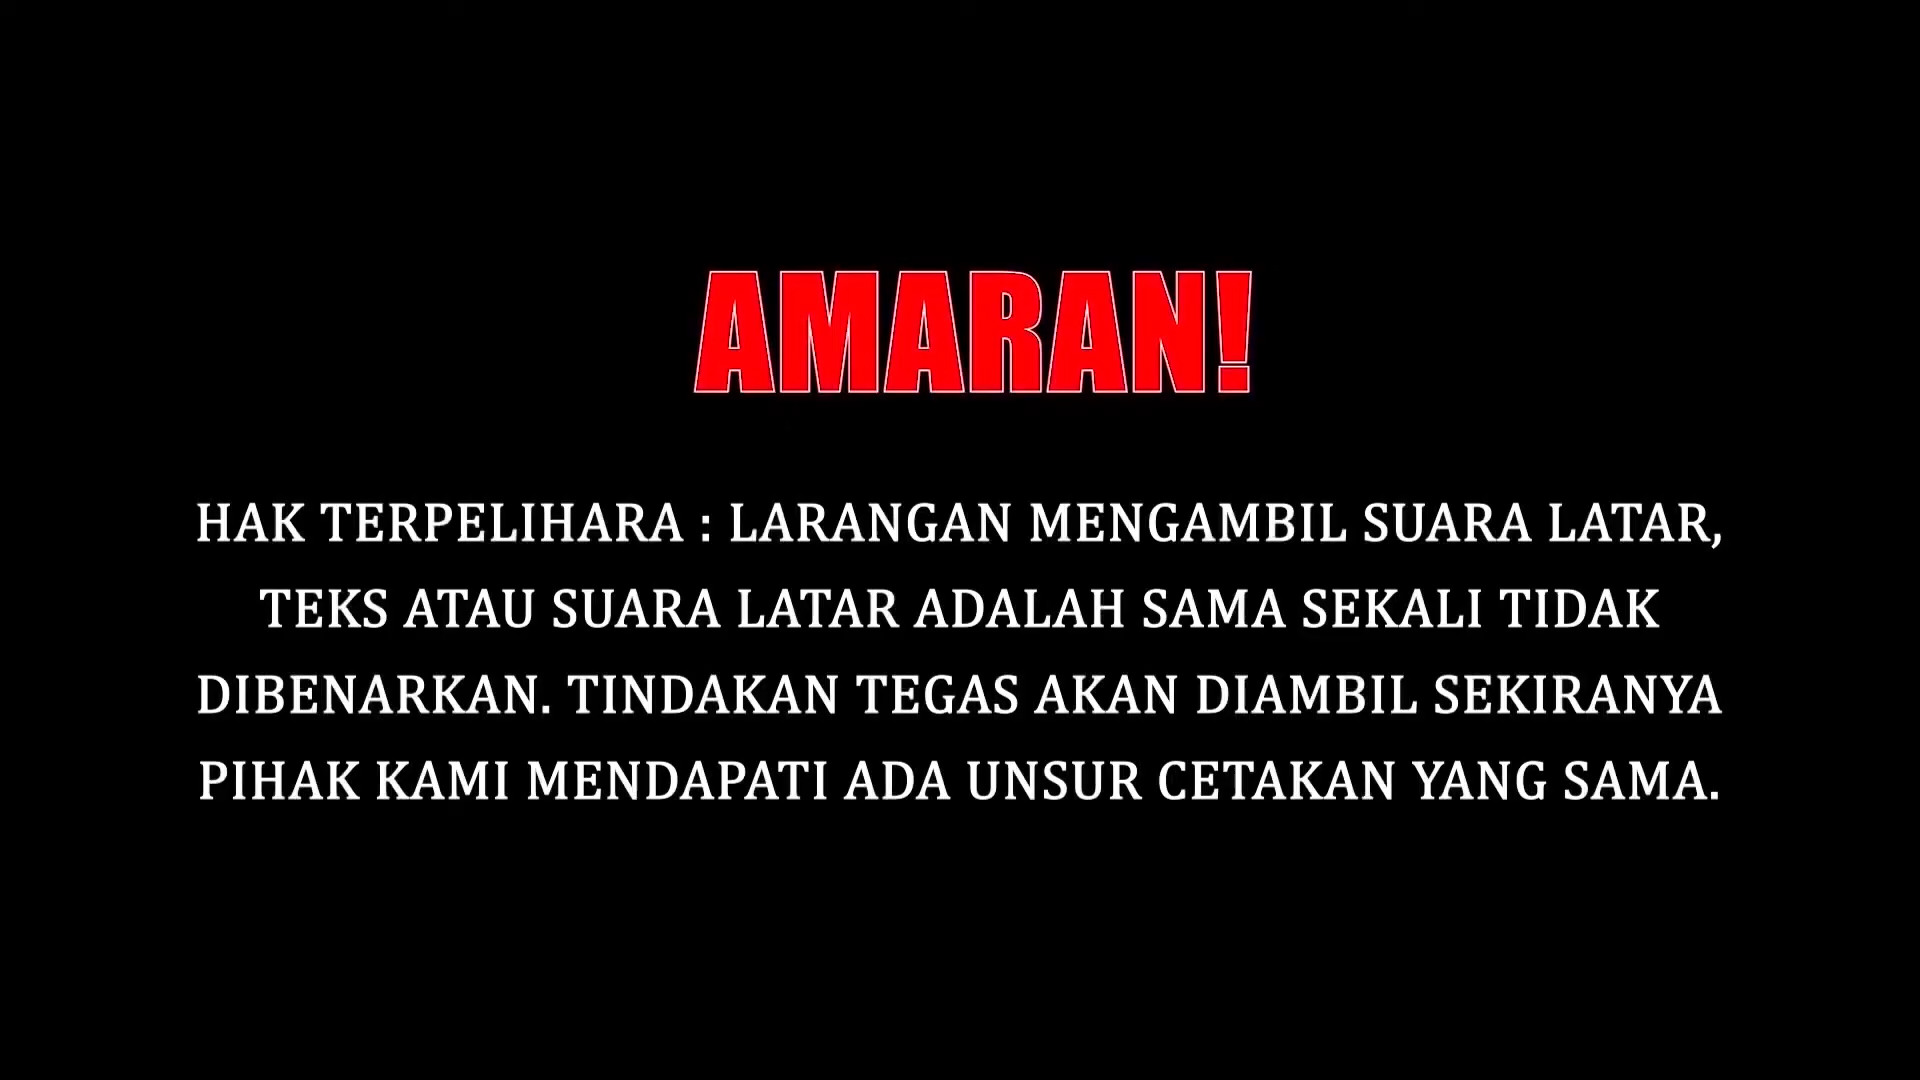 AMARAN!
HAK TERPELIHARA : LARANGAN MENGAMBIL SUARA LATAR,
TEKS ATAU SUARA LATAR ADALAH SAMA SEKALI TIDAK
DIBENARKAN. TINDAKAN TEGAS AKAN DIAMBIL SEKIRANYA
PIHAK KAMI MENDAPATI ADA UNSUR CETAKAN YANG SAMA.